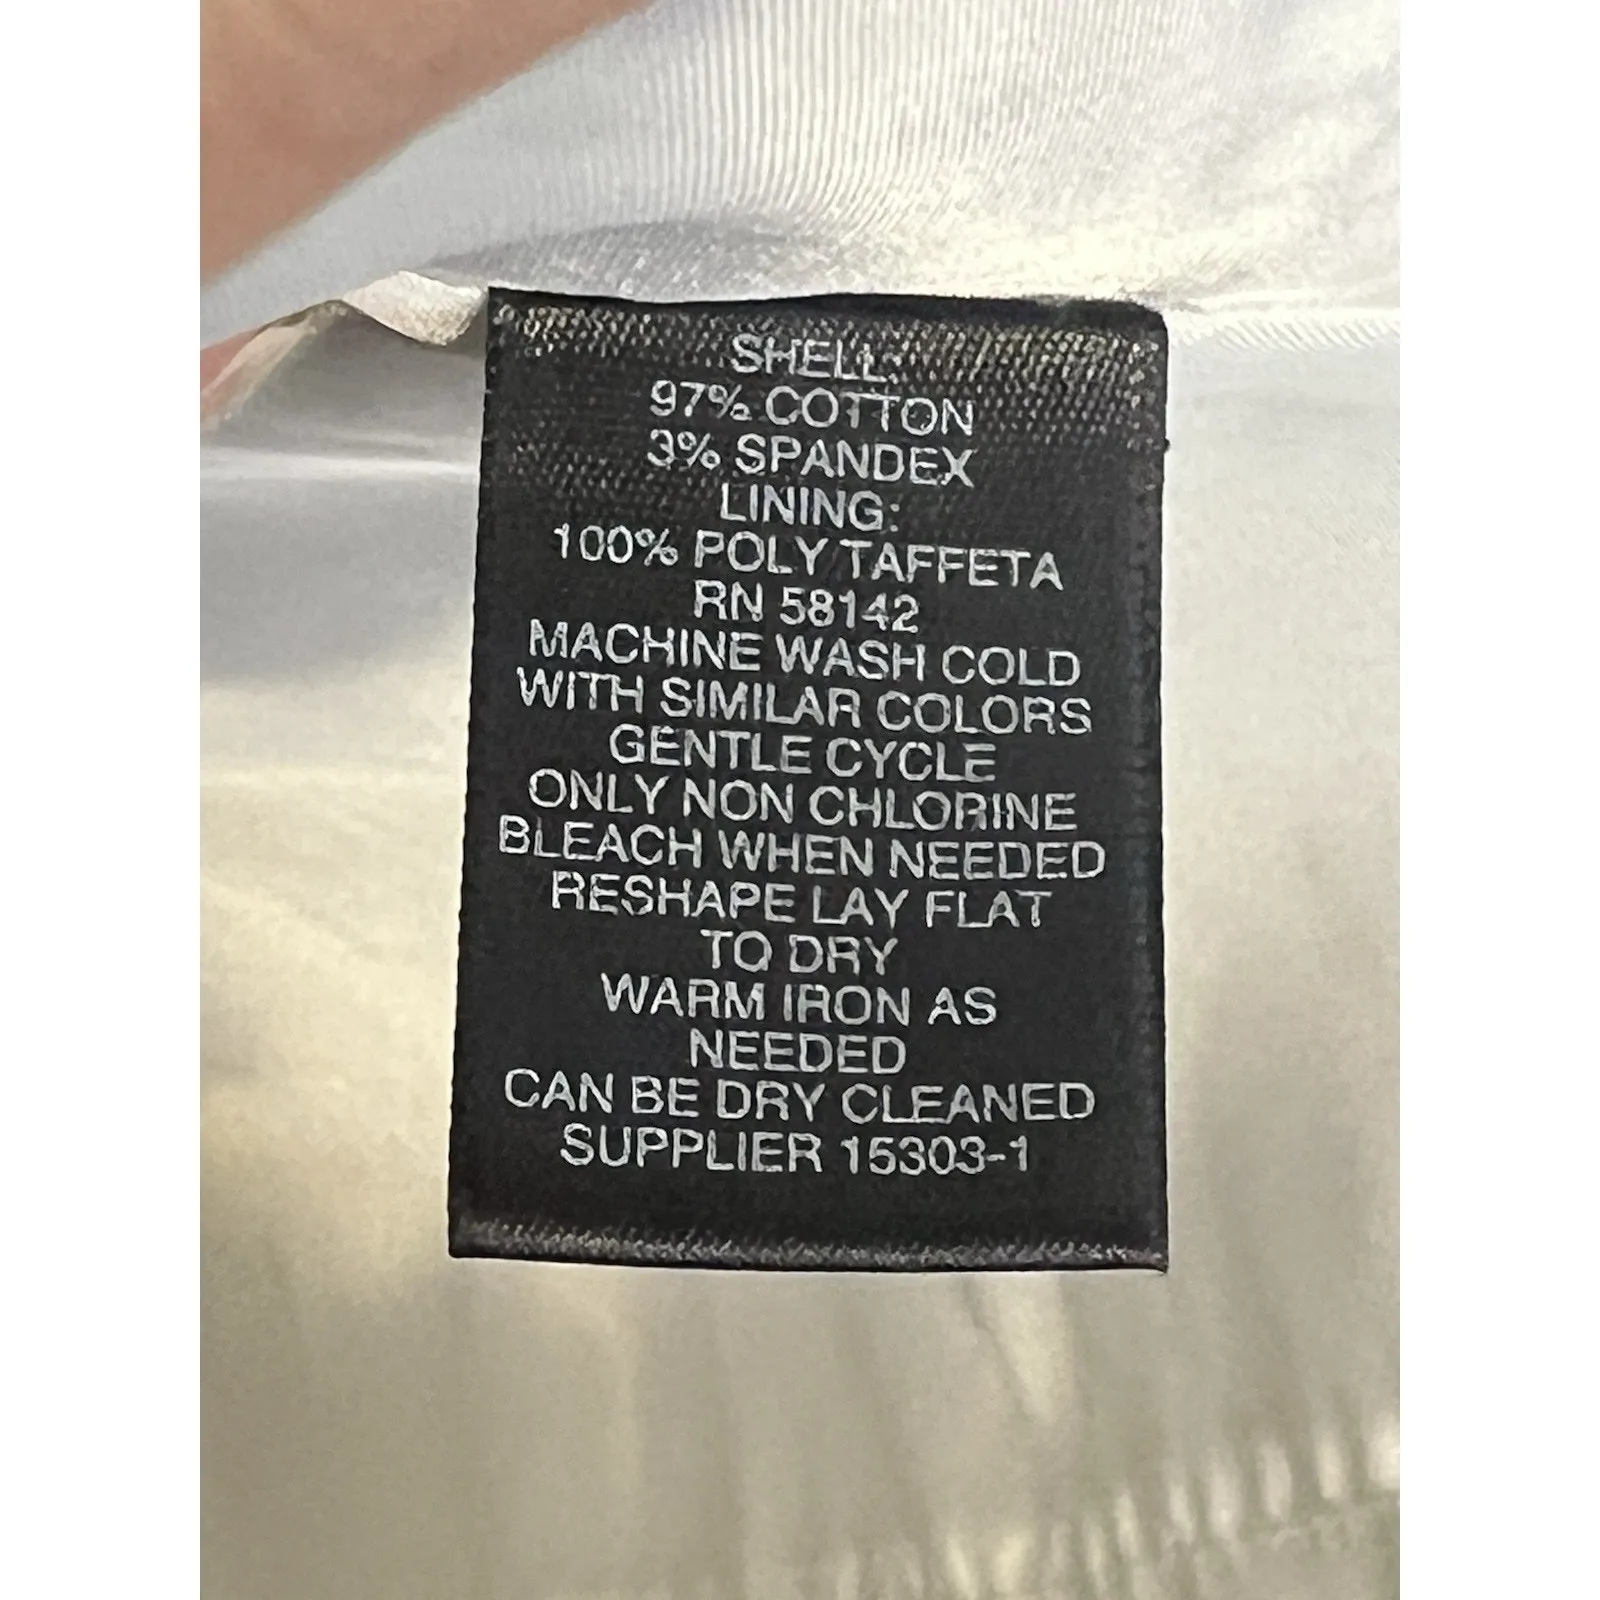 SHELL:
97% COTTON
3% SPANDEX
LINING:
100% POLY TAFFETA
RN 58142
MACHINE WASH COLD
WITH SIMILAR COLORS
GENTLE CYCLE
ONLY NON CHLORINE
BLEACH WHEN NEEDED
RESHAPE LAY FLAT
TO DRY
WARM IRON AS
NEEDED
CAN BE DRY CLEANED
SUPPLIER 15303-1